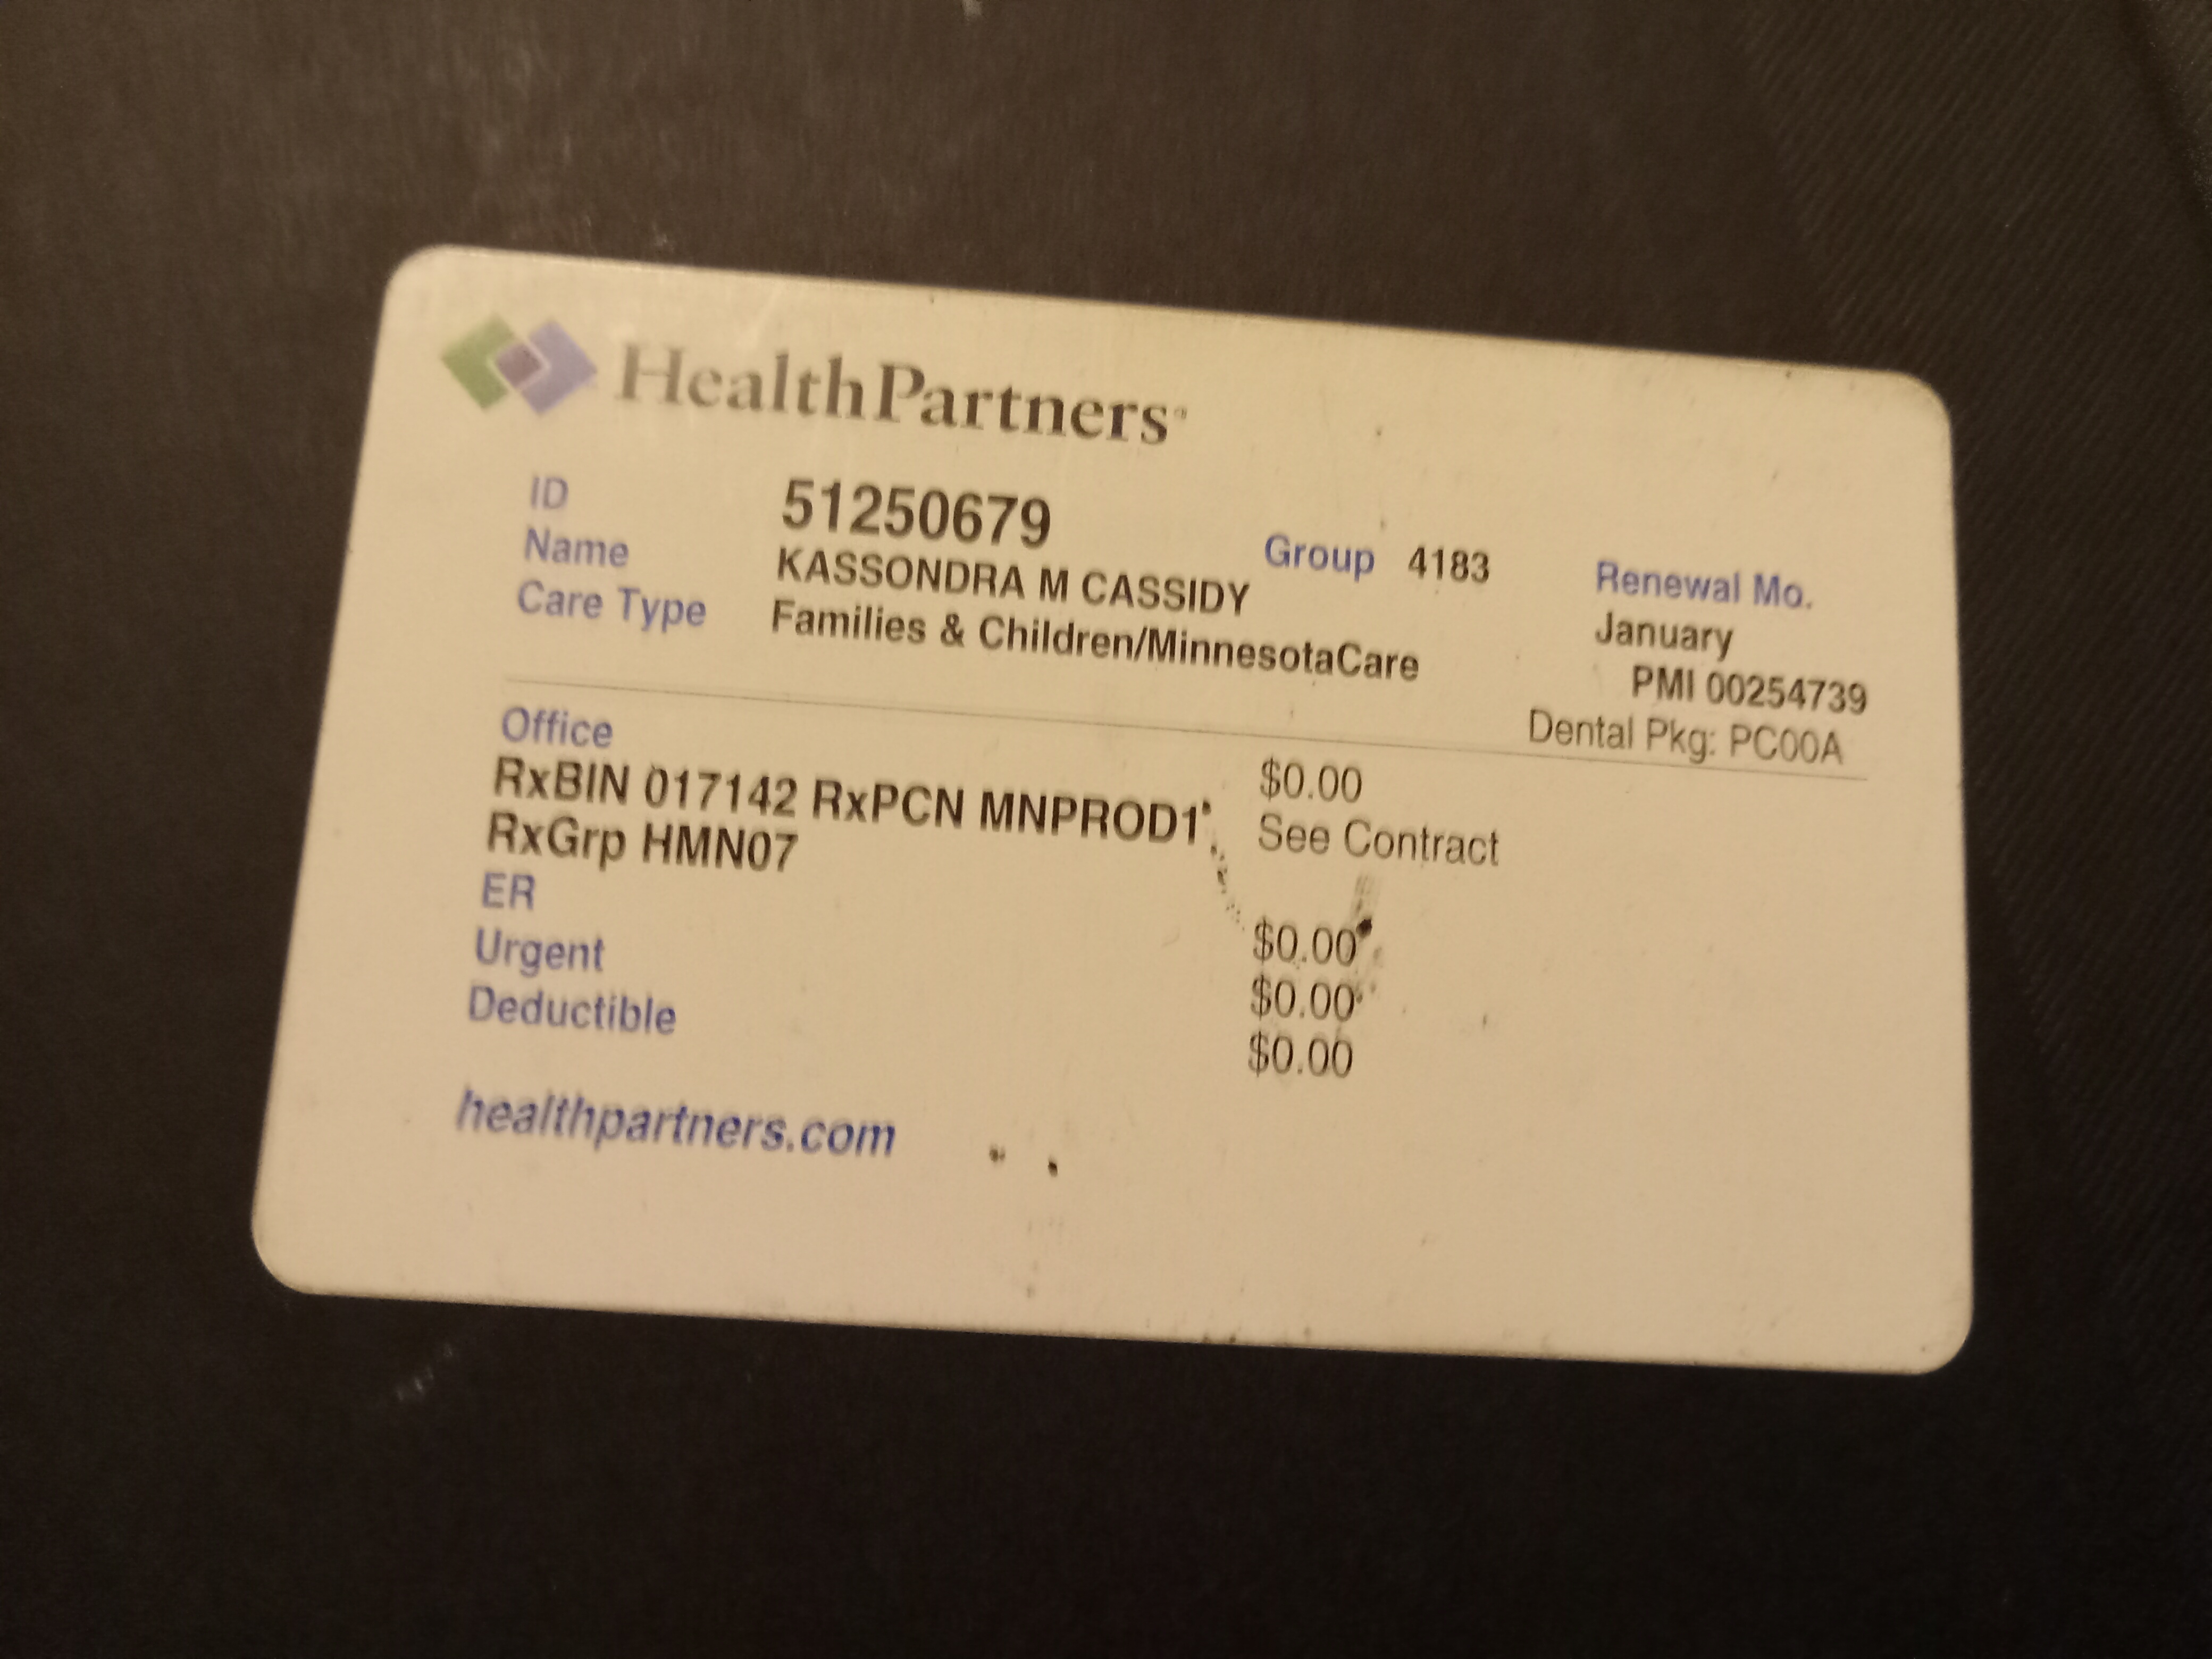 HealthPartners®
ID 51250679
Name KASSONDRA M CASSIDY Group 4183 Renewal Mo.
Care Type Families & Children/MinnesotaCare January
PMI 00254739
Dental Pkg: PC00A
Office $0.00
RxBIN 017142 RxPCN MNPROD1 See Contract
RxGrp HMN07
ER $0.00
Urgent $0.00
Deductible $0.00
healthpartners.com